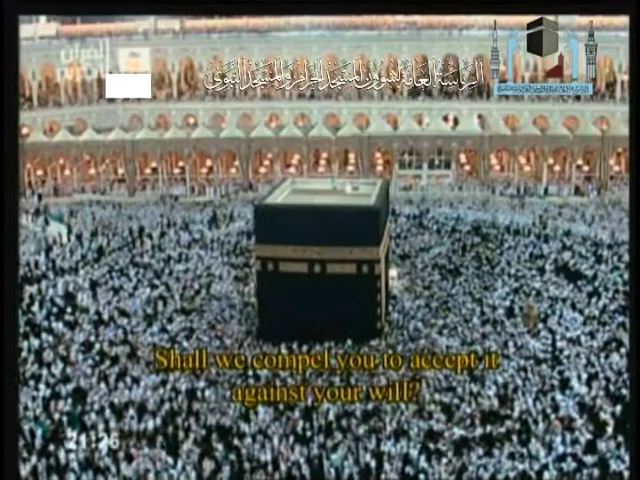 القرآن
الرئاسة العامة لشؤون المسجد الحرام والمسجد النبوي
Shall we compel you to accept it
against your will?
21:26